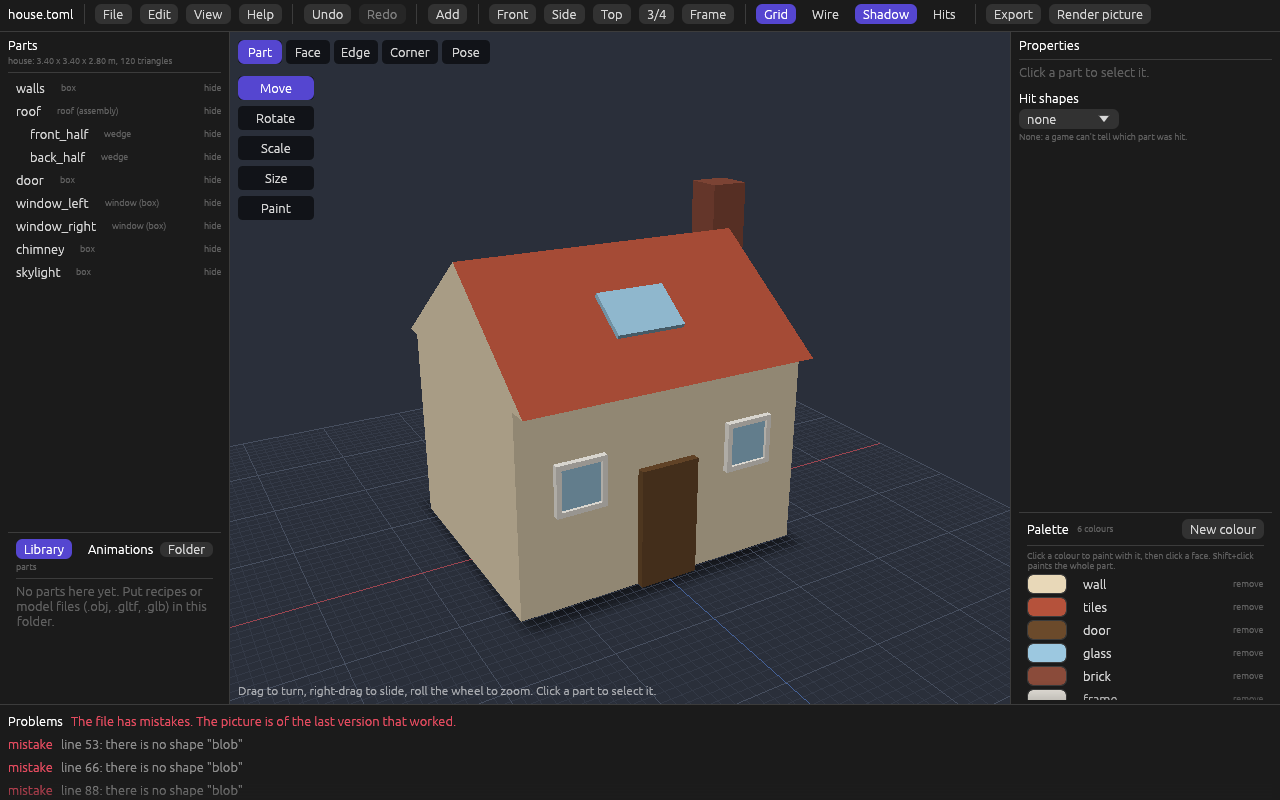 house.toml File Edit View Help Undo Redo Add Front Side Top 3/4 Frame Grid Wire Shadow Hits Export Render picture
Parts
house: 3.40 x 3.40 x 2.80 m, 120 triangles
walls box hide
roof roof (assembly) hide
front_half wedge hide
back_half wedge hide
door box hide
window_left window (box) hide
window_right window (box) hide
chimney box hide
skylight box hide
Library Animations Folder
parts
No parts here yet. Put recipes or
model files (.obj, .gltf, .glb) in this
folder.
Part Face Edge Corner Pose
Move
Rotate
Scale
Size
Paint
Drag to turn, right-drag to slide, roll the wheel to zoom. Click a part to select it.
Properties
Click a part to select it.
Hit shapes
none
None: a game can't tell which part was hit.
Palette 6 colours New colour
Click a colour to paint with it, then click a face. Shift+click
paints the whole part.
wall remove
tiles remove
door remove
glass remove
brick remove
frame remove
Problems The file has mistakes. The picture is of the last version that worked.
mistake line 53: there is no shape "blob"
mistake line 66: there is no shape "blob"
mistake line 88: there is no shape "blob"